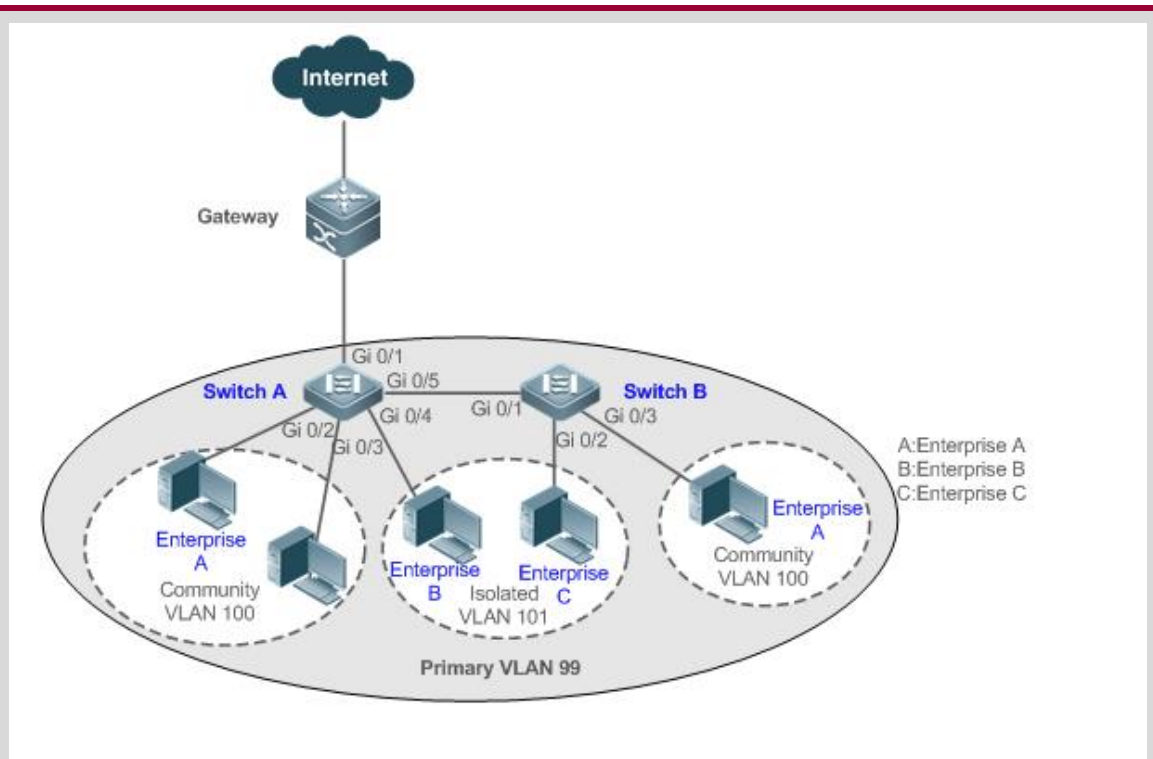 Internet
Gateway
Gi 0/1
Switch A
Gi 0/5
Gi 0/1
Switch B
Gi 0/2
Gi 0/3
Gi 0/4
Gi 0/2
Gi 0/3
A:Enterprise A
B:Enterprise B
C:Enterprise C
Enterprise
A
Community
VLAN 100
Enterprise
B
Isolated
VLAN 101
Enterprise
C
Enterprise
A
Community
VLAN 100
Primary VLAN 99